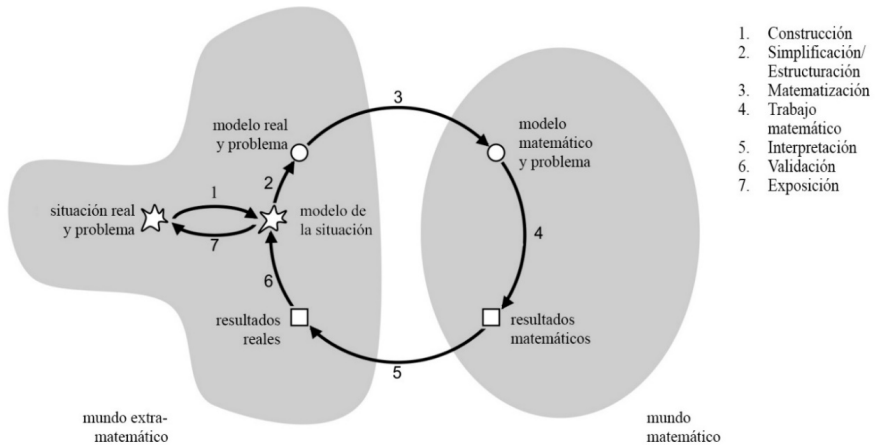 1. Construcción
2. Simplificación/
Estructuración
3. Matematización
4. Trabajo
matemático
5. Interpretación
6. Validación
7. Exposición
3
modelo real
y problema
modelo
matemático
y problema
2
1
situación real
y problema
modelo de
la situación
7
4
6
resultados
reales
resultados
matemáticos
5
mundo extra-
matemático
mundo
matemático